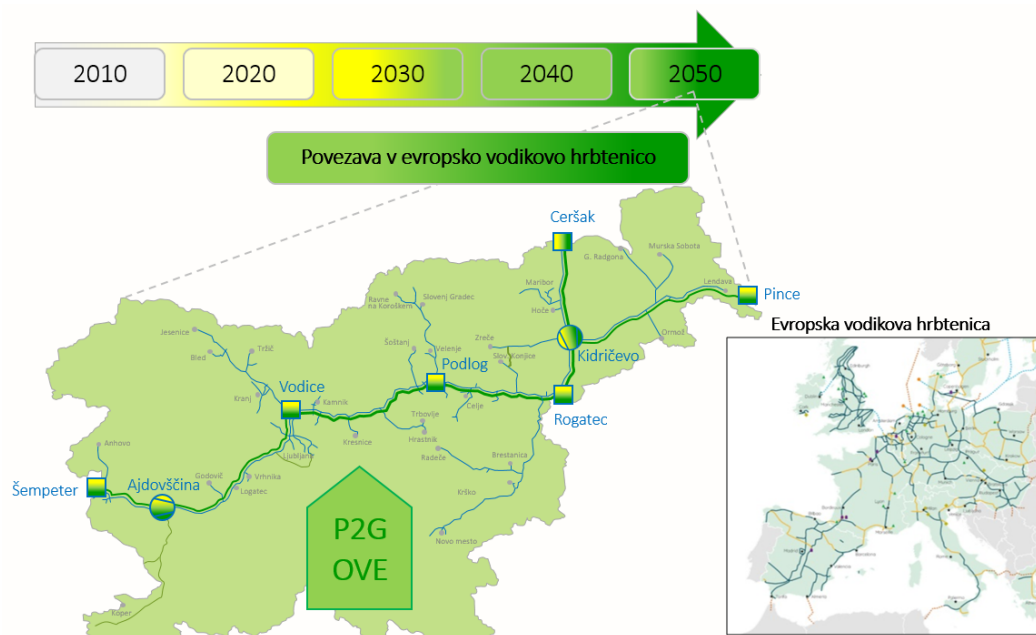 2010
2020
2030
2040
2050
Povezava v evropsko vodikovo hrbtenico
Ceršak
G. Radgona
Murska Sobota
Maribor
Lendava
Pince
Ravne
na Koroškem
Slovenj Gradec
Hoče
Ormož
Evropska vodikova hrbtenica
Jesenice
Tržič
Bled
Šoštanj
Velenje
Zreče
Slov. Konjice
Kidričevo
Podlog
Vodice
Kranj
Kamnik
Celje
Rogatec
Trbovlje
Hrastnik
Kresnice
Radeče
Brestanica
Anhovo
Ljubljana
Godovič
Vrhnika
Logatec
Šempeter
Ajdovščina
Krško
Novo mesto
P2G
OVE
Koper